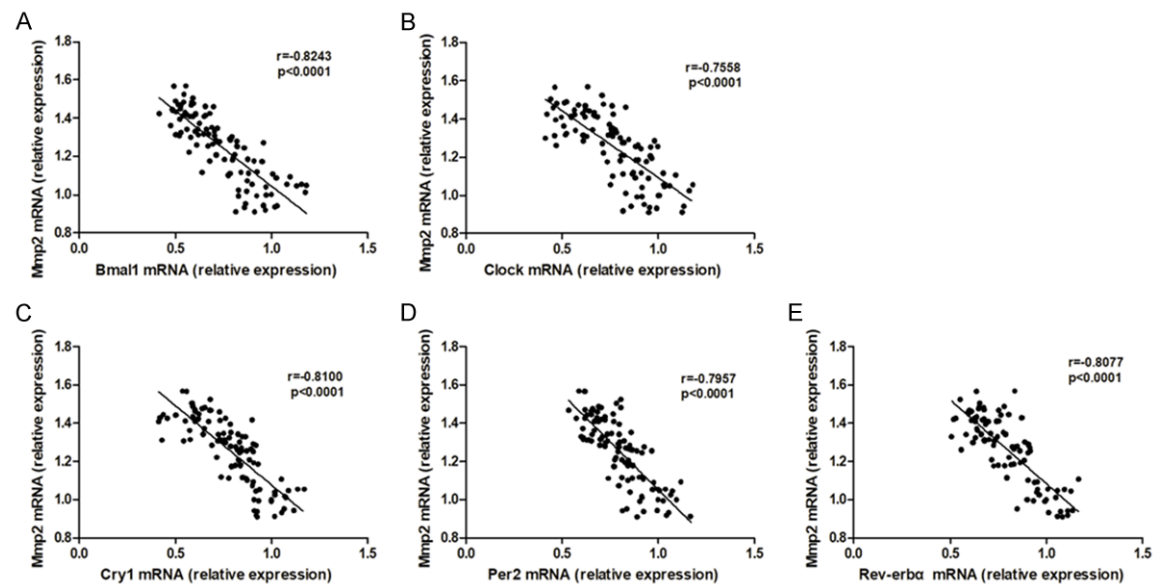 A
Mmp2 mRNA (relative expression)
1.8
1.6
1.4
1.2
1.0
0.8
0.0
0.5
1.0
1.5
r=-0.8243
p<0.0001
Bmal1 mRNA (relative expression)
B
Mmp2 mRNA (relative expression)
1.8
1.6
1.4
1.2
1.0
0.8
0.0
0.5
1.0
1.5
r=-0.7558
p<0.0001
Clock mRNA (relative expression)
C
Mmp2 mRNA (relative expression)
1.8
1.6
1.4
1.2
1.0
0.8
0.0
0.5
1.0
1.5
r=-0.8100
p<0.0001
Cry1 mRNA (relative expression)
D
Mmp2 mRNA (relative expression)
1.8
1.6
1.4
1.2
1.0
0.8
0.0
0.5
1.0
1.5
r=-0.7957
p<0.0001
Per2 mRNA (relative expression)
E
Mmp2 mRNA (relative expression)
1.8
1.6
1.4
1.2
1.0
0.8
0.0
0.5
1.0
1.5
r=-0.8077
p<0.0001
Rev-erbα mRNA (relative expression)